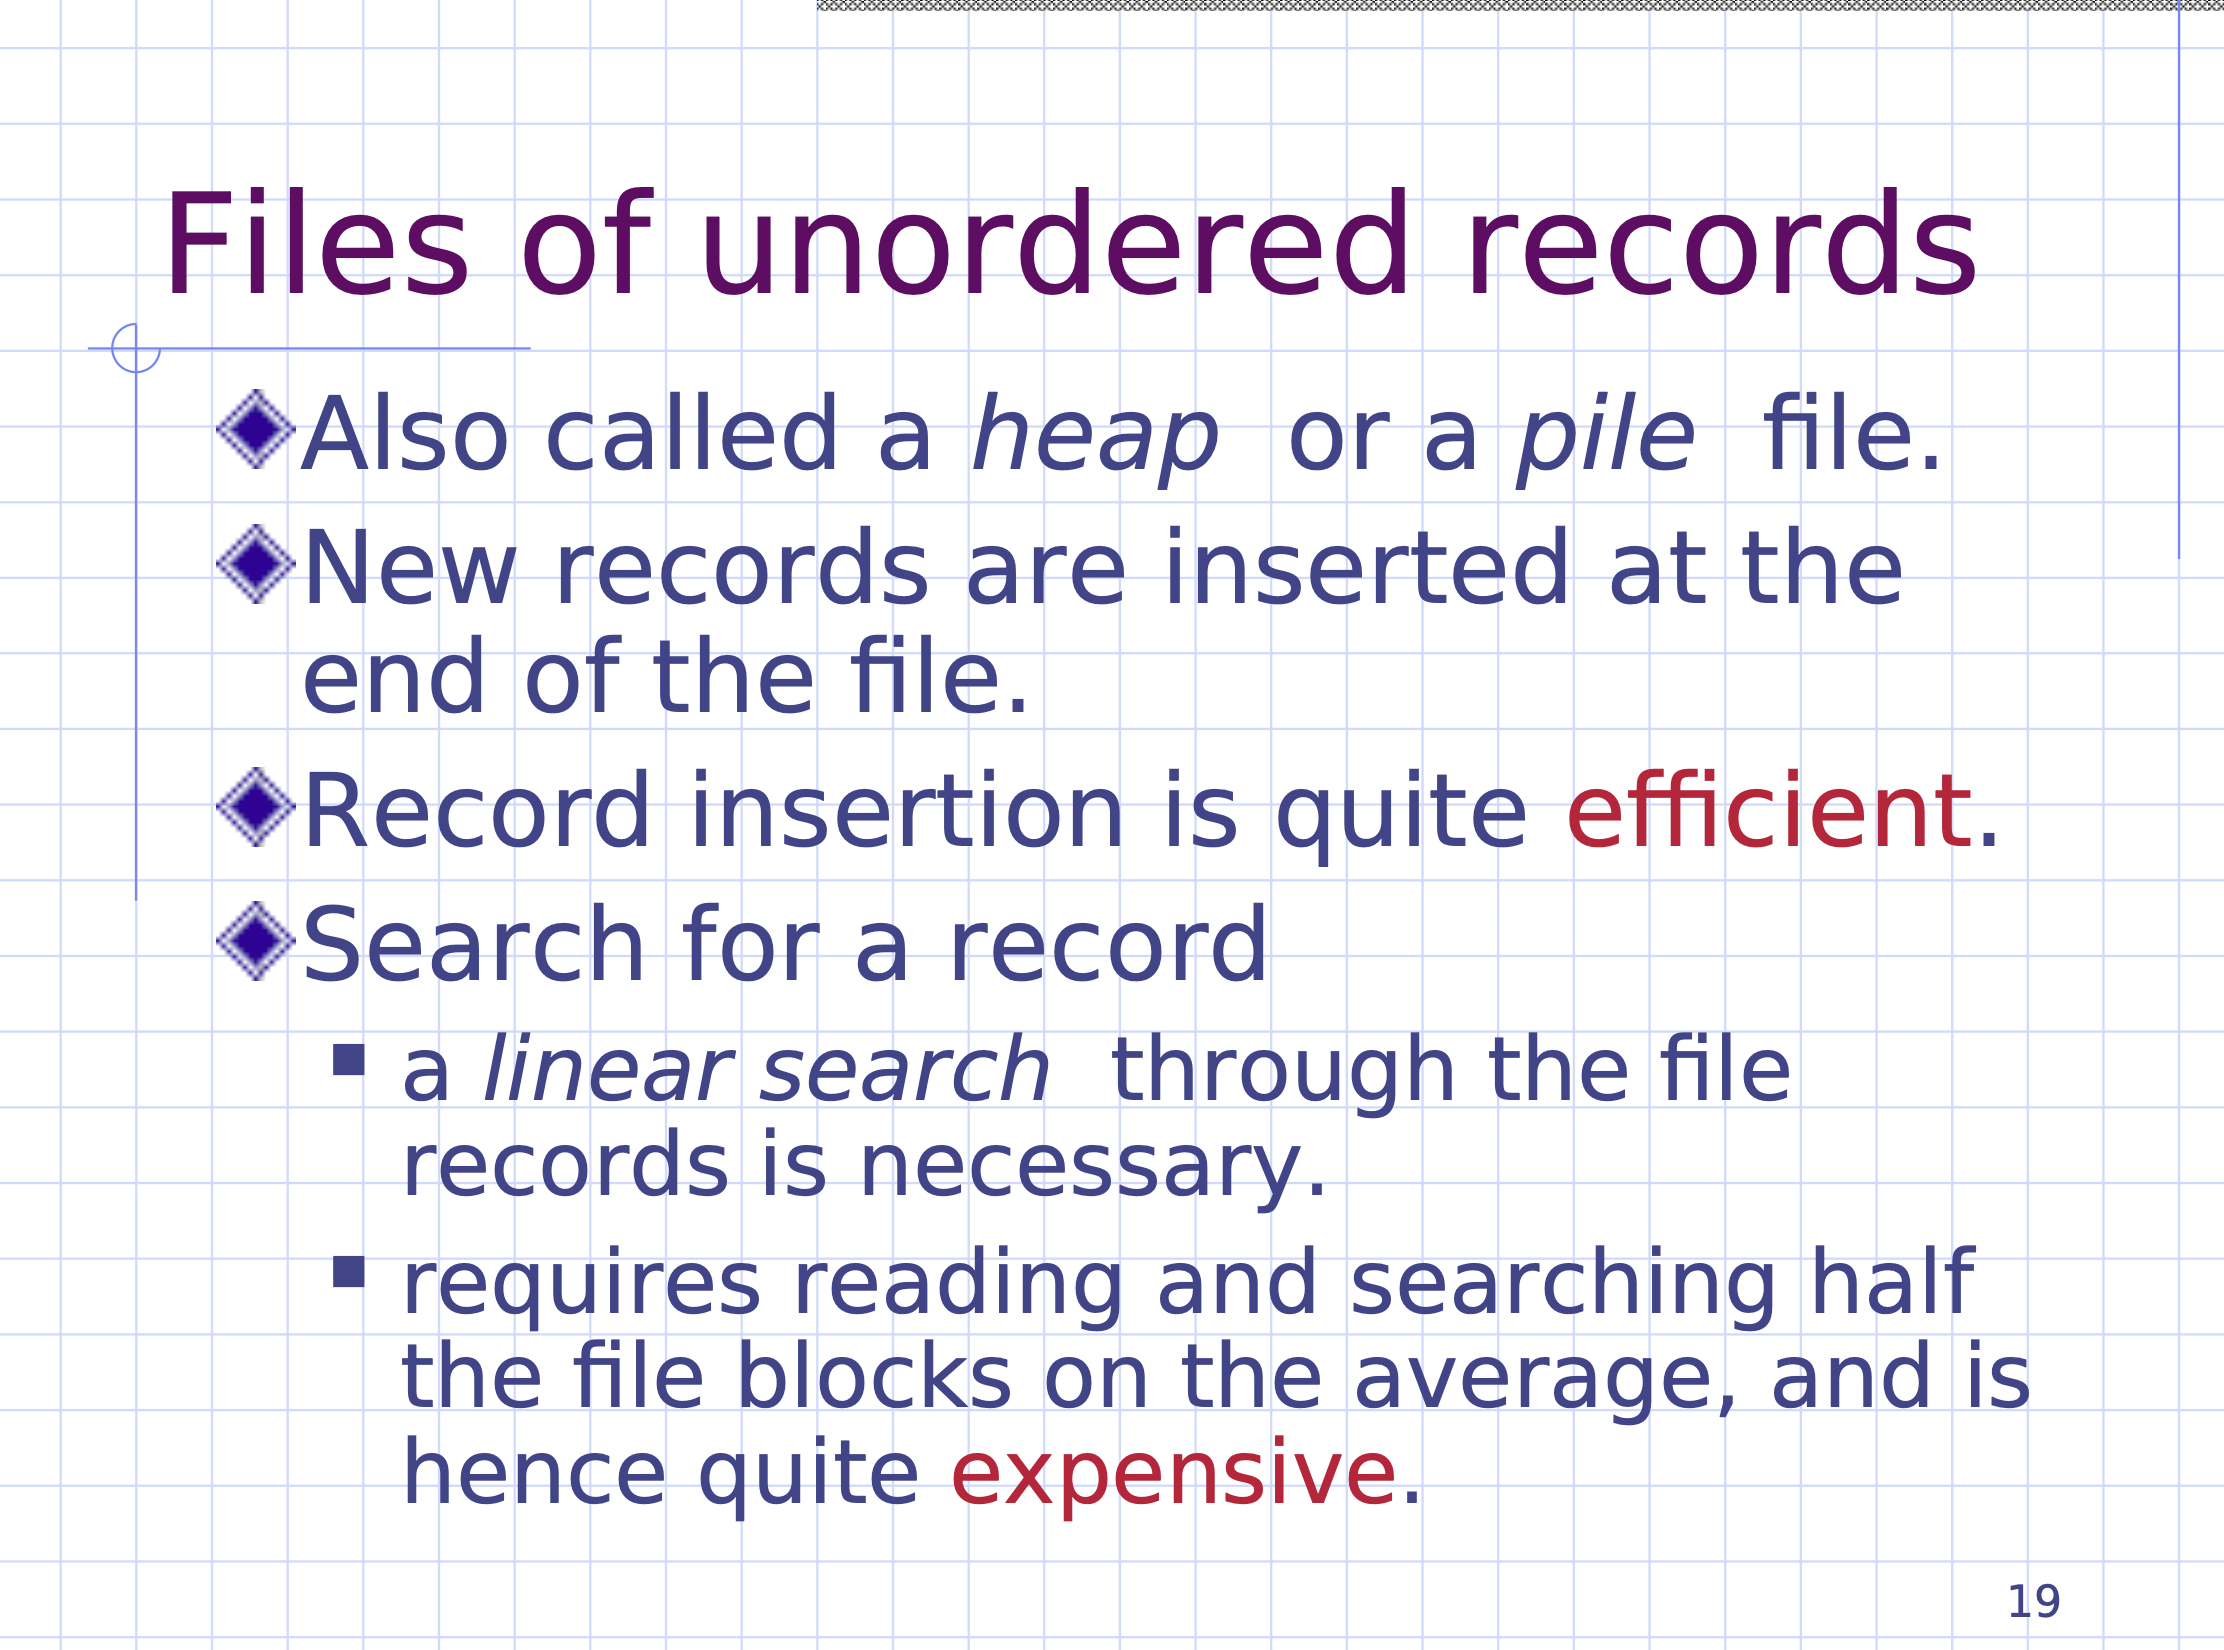 Files of unordered records
Also called a heap or a pile file.
New records are inserted at the
end of the file.
Record insertion is quite efficient.
Search for a record
a linear search through the file
records is necessary.
requires reading and searching half
the file blocks on the average, and is
hence quite expensive.
19